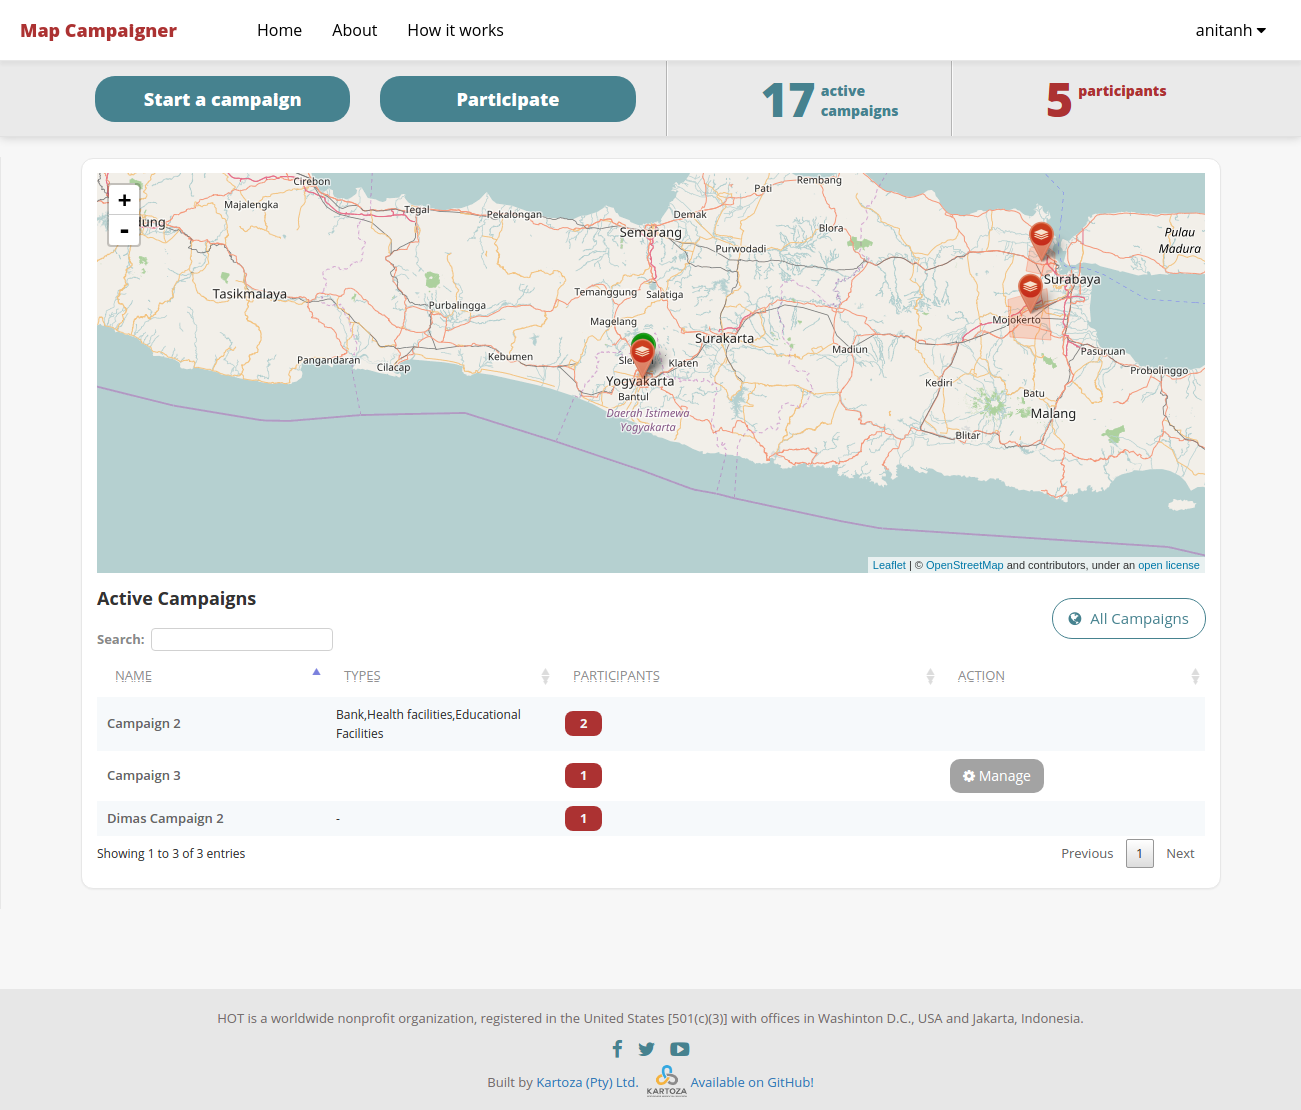 Map Campaigner
Home
About
How it works
anitanh
Start a campaign
Participate
17 active campaigns
5 participants
+
-
Cirebon
Majalengka
Tegal
Pekalongan
Demak
Pati
Rembang
Semarang
Blora
Purwodadi
Pulau
Madura
Surabaya
Tasikmalaya
Purbalingga
Temanggung
Salatiga
Magelang
Mojokerto
Surakarta
Madiun
Pasuruan
Probolinggo
Pangandaran
Cilacap
Kebumen
Klaten
Yogyakarta
Bantul
Daerah Istimewa
Yogyakarta
Kediri
Batu
Malang
Blitar
Leaflet | © OpenStreetMap and contributors, under an open license
Active Campaigns
All Campaigns
Search:
NAME
TYPES
PARTICIPANTS
ACTION
Campaign 2
Bank,Health facilities,Educational
Facilities
2
Campaign 3
1
Manage
Dimas Campaign 2
-
1
Showing 1 to 3 of 3 entries
Previous
1
Next
HOT is a worldwide nonprofit organization, registered in the United States [501(c)(3)] with offices in Washinton D.C., USA and Jakarta, Indonesia.
Built by Kartoza (Pty) Ltd. KARTOZA Available on GitHub!